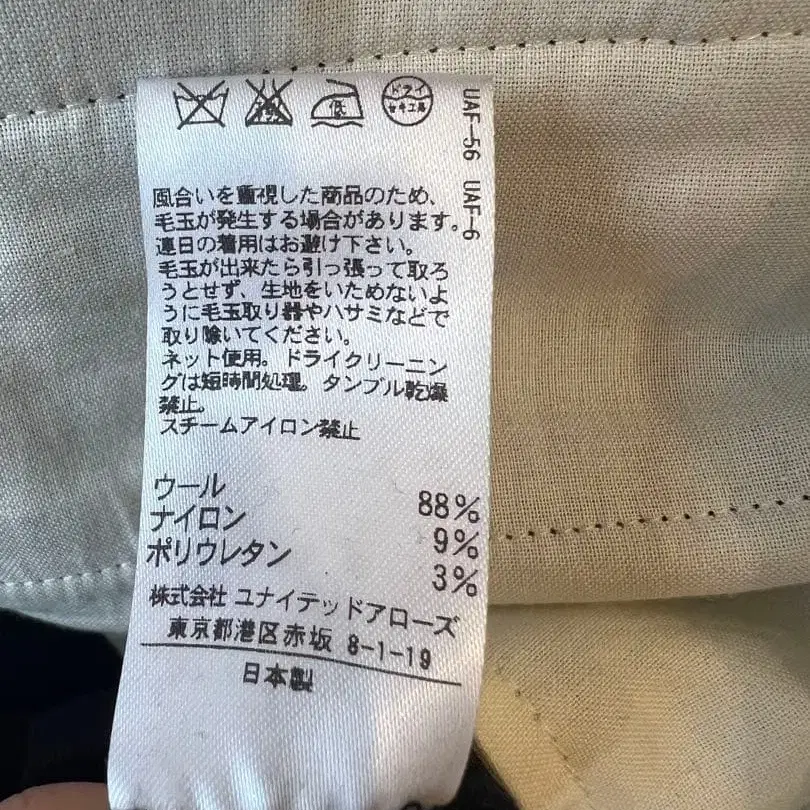 低
ドライ
セキユ系
UAF-56 UAF-6
風合いを重視した商品のため、
毛玉が発生する場合があります。
連日の着用はお避け下さい。
毛玉が出来たら引っ張って取ろ
うとせず、生地をいためないよ
うに毛玉取り器やハサミなどで
取り除いてください。
ネット使用。ドライクリーニン
グは短時間処理。タンブル乾燥
禁止。
スチームアイロン禁止
ウール 88%
ナイロン 9%
ポリウレタン 3%
株式会社 ユナイテッドアローズ
東京都港区赤坂 8-1-19
日本製